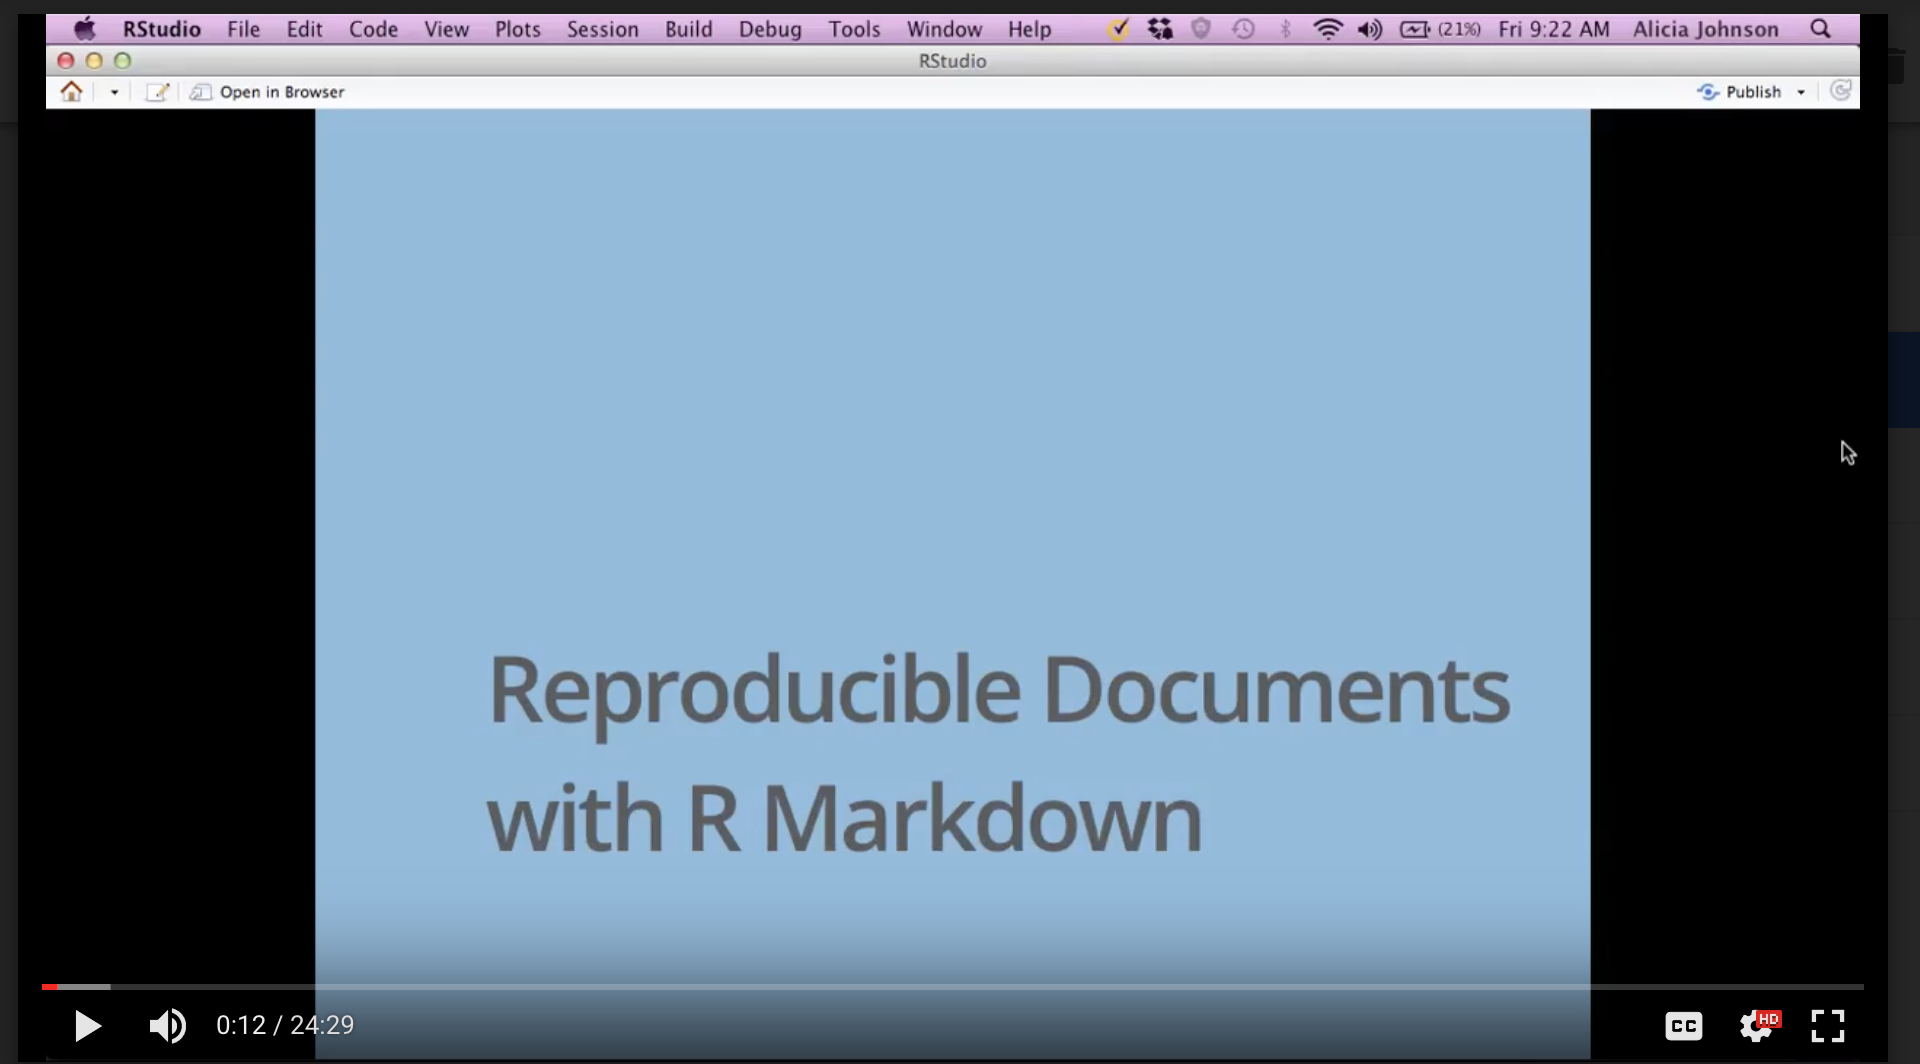 RStudio File Edit Code View Plots Session Build Debug Tools Window Help (21%) Fri 9:22 AM Alicia Johnson
RStudio
Open in Browser Publish
Reproducible Documents
with R Markdown
0:12 / 24:29 CC HD